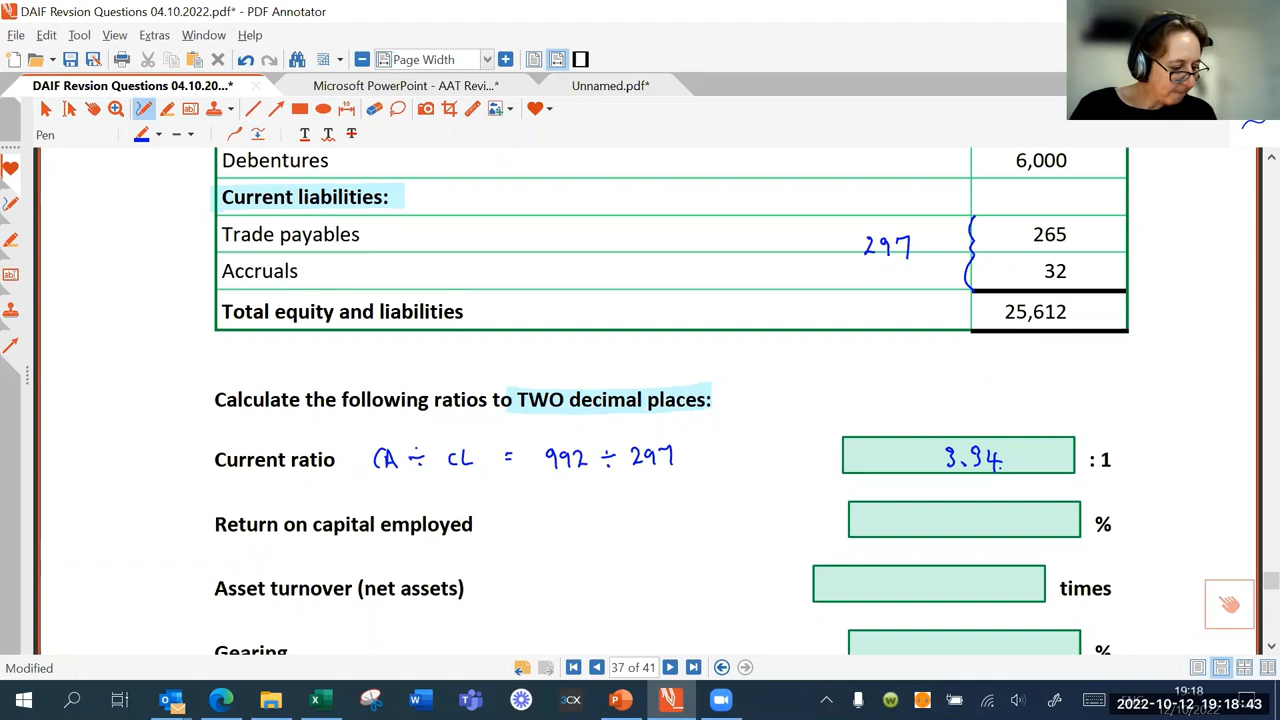 DAIF Revsion Questions 04.10.2022.pdf* - PDF Annotator
File Edit Tool View Extras Window Help
Page Width
DAIF Revsion Questions 04.10.20...* Microsoft PowerPoint - AAT Revi...* Unnamed.pdf*
Pen
Debentures 6,000
Current liabilities:
Trade payables 265
297
Accruals 32
Total equity and liabilities 25,612
Calculate the following ratios to TWO decimal places:
Current ratio CA ÷ CL = 992 ÷ 297 3.34 : 1
Return on capital employed %
Asset turnover (net assets) times
Gearing %
Modified 37 of 41
19:18
2022-10-12 19:18:43